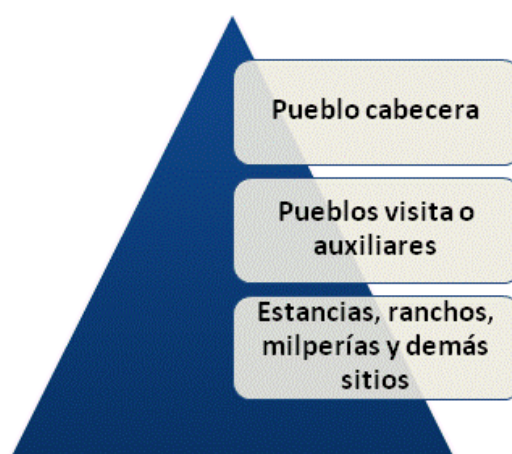 Pueblo cabecera
Pueblos visita o
auxiliares
Estancias, ranchos,
milperías y demás
sitios